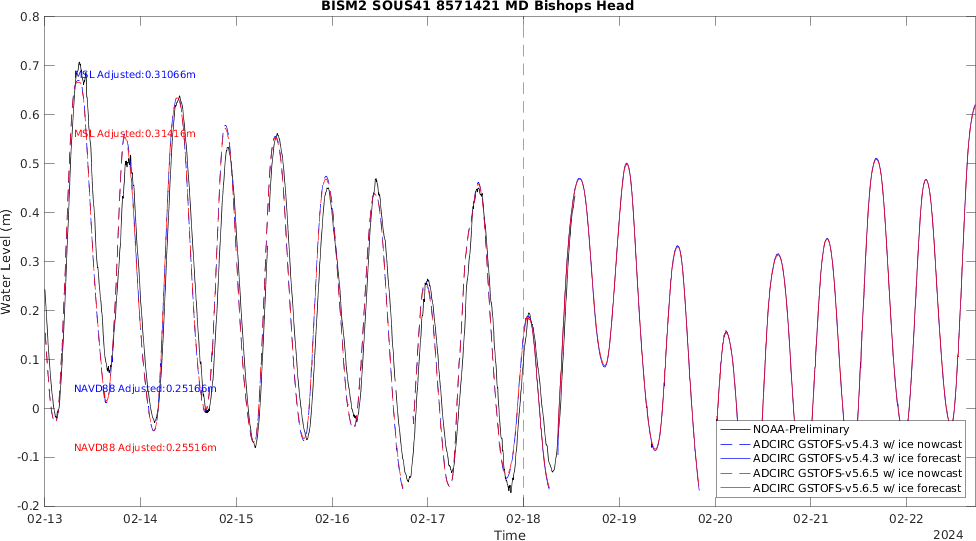 BISM2 SOUS41 8571421 MD Bishops Head
Water Level (m)
0.8
0.7
0.6
0.5
0.4
0.3
0.2
0.1
0
-0.1
-0.2
MSL Adjusted:0.31066m
MSL Adjusted:0.31416m
NAVD88 Adjusted:0.25166m
NAVD88 Adjusted:0.25516m
NOAA-Preliminary
ADCIRC GSTOFS-v5.4.3 w/ ice nowcast
ADCIRC GSTOFS-v5.4.3 w/ ice forecast
ADCIRC GSTOFS-v5.6.5 w/ ice nowcast
ADCIRC GSTOFS-v5.6.5 w/ ice forecast
02-13 02-14 02-15 02-16 02-17 02-18 02-19 02-20 02-21 02-22
Time
2024